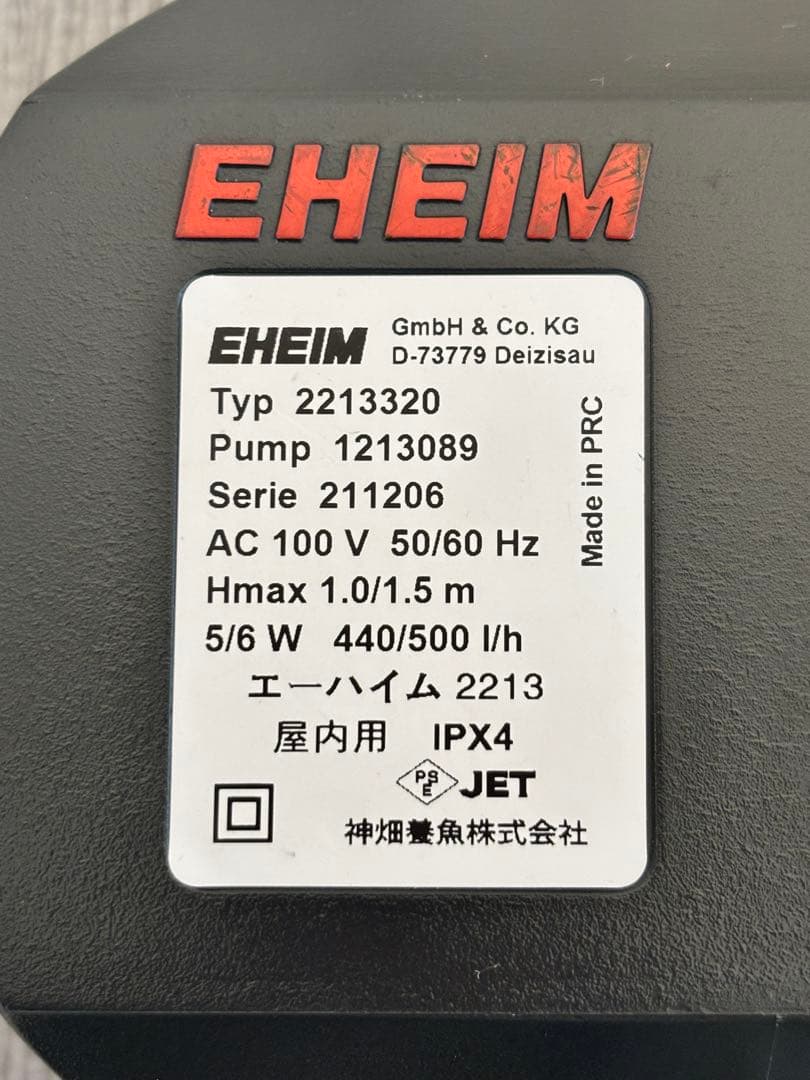 EHEIM
EHEIM GmbH & Co. KG
D-73779 Deizisau
Typ 2213320
Pump 1213089
Serie 211206
AC 100 V 50/60 Hz
Hmax 1.0/1.5 m
5/6 W 440/500 l/h
Made in PRC
エーハイム 2213
屋内用 IPX4
PSE JET
神畑養魚株式会社